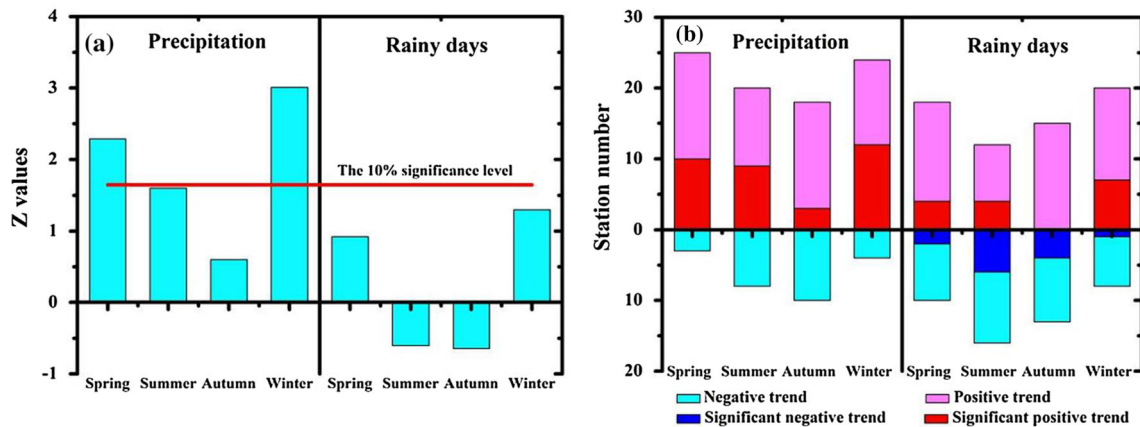 (a)
Precipitation
Rainy days
Z values
4
3
2
1
0
-1
The 10% significance level
Spring Summer Autumn Winter Spring Summer Autumn Winter
(b)
Precipitation
Rainy days
Station number
30
20
10
0
10
20
Spring Summer Autumn Winter Spring Summer Autumn Winter
Negative trend
Positive trend
Significant negative trend
Significant positive trend